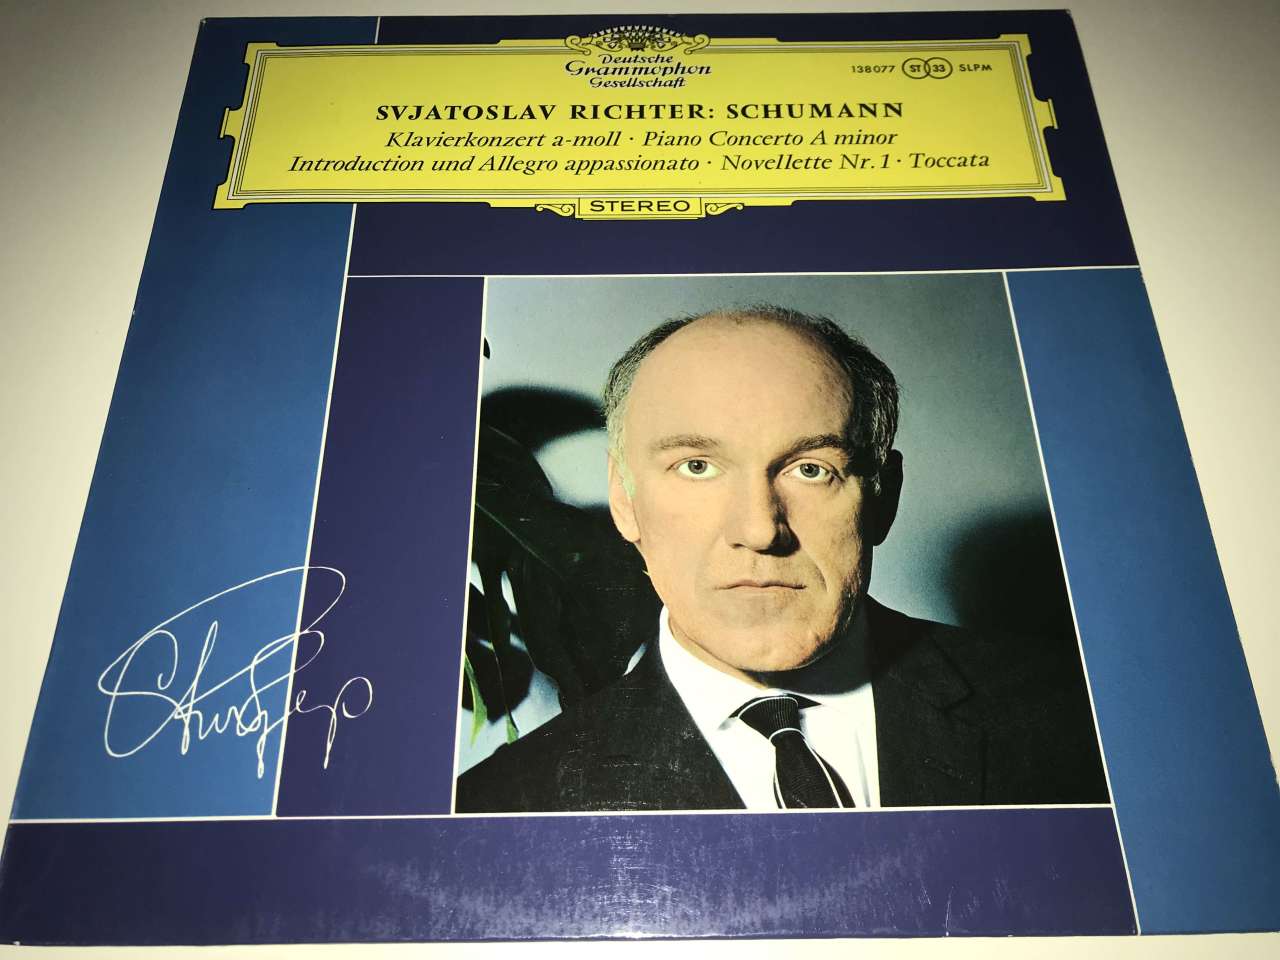 Deutsche
Grammophon
Gesellschaft
138077 ST 33 SLPM
SVJATOSLAV RICHTER: SCHUMANN
Klavierkonzert a-moll · Piano Concerto A minor
Introduction und Allegro appassionato · Novellette Nr. 1 · Toccata
STEREO